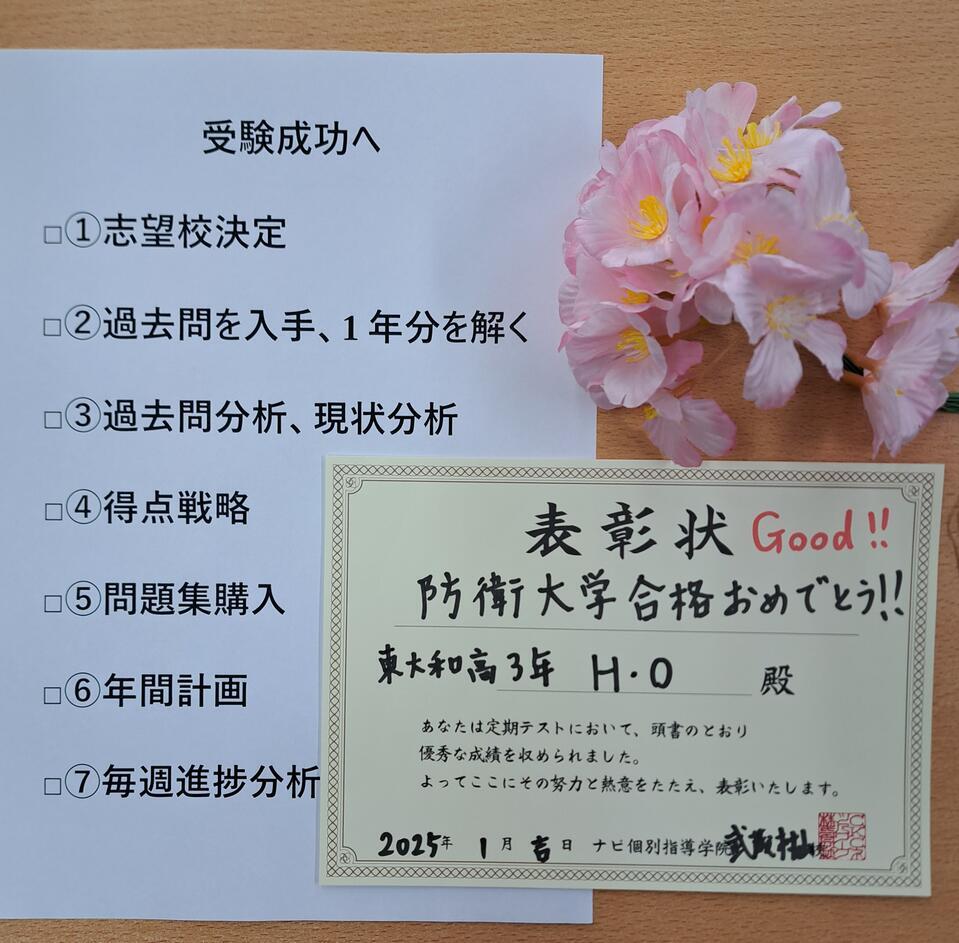 受験成功へ
□①志望校決定
□②過去問を入手、1年分を解く
□③過去問分析、現状分析
□④得点戦略
□⑤問題集購入
□⑥年間計画
□⑦毎週進捗分析
表彰状 Good!!
防衛大学合格おめでとう!!
東大和高3年 H.O 殿
あなたは定期テストにおいて、頭書のとおり
優秀な成績を収められました。
よってここにその努力と熱意をたたえ、表彰いたします。
2025年 1月 吉日 ナビ個別指導学院